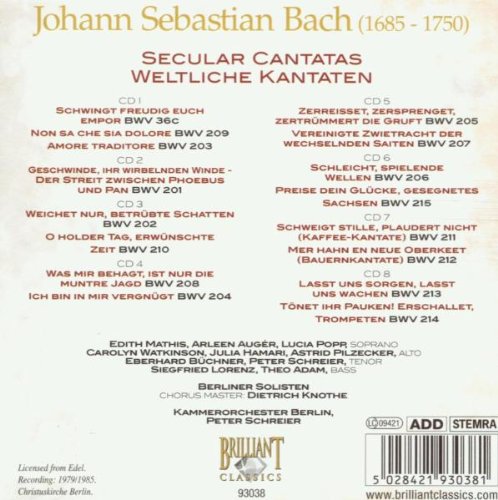 Johann Sebastian Bach (1685 - 1750)
SECULAR CANTATAS
WELTLICHE KANTATEN
CD 1
SCHWINGT FREUDIG EUCH
EMPOR BWV 36C
NON SA CHE SIA DOLORE BWV 209
AMORE TRADITORE BWV 203
CD 2
GESCHWINDE, IHR WIRBELNDEN WINDE -
DER STREIT ZWISCHEN PHOEBUS
UND PAN BWV 201
CD 3
WEICHET NUR, BETRÜBTE SCHATTEN
BWV 202
O HOLDER TAG, ERWÜNSCHTE
ZEIT BWV 210
CD 4
WAS MIR BEHAGT, IST NUR DIE
MUNTRE JAGD BWV 208
ICH BIN IN MIR VERGNÜGT BWV 204
CD 5
ZERREISSET, ZERSPRENGET,
ZERTRÜMMERT DIE GRUFT BWV 205
VEREINIGTE ZWIETRACHT DER
WECHSELNDEN SAITEN BWV 207
CD 6
SCHLEICHT, SPIELENDE
WELLEN BWV 206
PREISE DEIN GLÜCKE, GESEGNETES
SACHSEN BWV 215
CD 7
SCHWEIGT STILLE, PLAUDERT NICHT
(KAFFEE-KANTATE) BWV 211
MER HAHN EN NEUE OBERKEET
(BAUERNKANTATE) BWV 212
CD 8
LASST UNS SORGEN, LASST
UNS WACHEN BWV 213
TÖNET IHR PAUKEN! ERSCHALLET,
TROMPETEN BWV 214
EDITH MATHIS, ARLEEN AUGÉR, LUCIA POPP, SOPRANO
CAROLYN WATKINSON, JULIA HAMARI, ASTRID PILZECKER, ALTO
EBERHARD BÜCHNER, PETER SCHREIER, TENOR
SIEGFRIED LORENZ, THEO ADAM, BASS
BERLINER SOLISTEN
CHORUS MASTER: DIETRICH KNOTHE
KAMMERORCHESTER BERLIN,
PETER SCHREIER
Licensed from Edel.
Recording: 1979/1985.
Christuskirche Berlin.
BRILLIANT
CLASSICS
93038
LC 09421
ADD
STEMRA
5 028421 930381
www.brilliantclassics.com